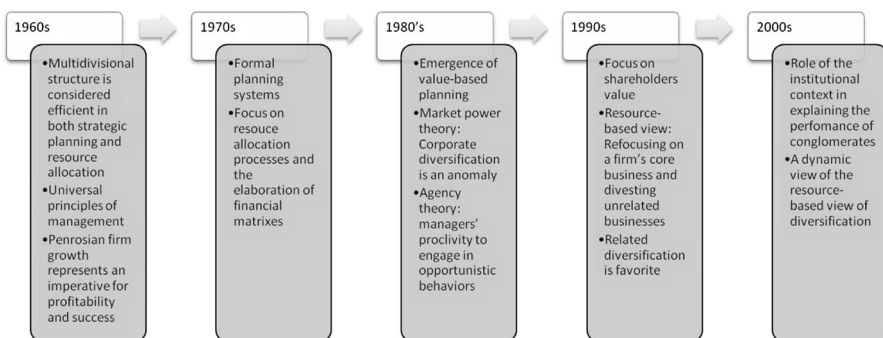 1960s
•Multidivisional
structure is
considered
efficient in
both strategic
planning and
resource
allocation
•Universal
principles of
management
•Penrosian firm
growth
represents an
imperative for
profitability
and success
1970s
•Formal
planning
systems
•Focus on
resouce
allocation
processes and
the
elaboration of
financial
matrixes
1980's
•Emergence of
value-based
planning
•Market power
theory:
Corporate
diversification
is an anomaly
•Agency
theory:
managers'
proclivity to
engage in
opportunistic
behaviors
1990s
•Focus on
shareholders
value
•Resource-
based view:
Refocusing on
a firm's core
business and
divesting
unrelated
businesses
•Related
diversification
is favorite
2000s
•Role of the
institutional
context in
explaining the
perfomance of
conglomerates
•A dynamic
view of the
resource-
based view of
diversification